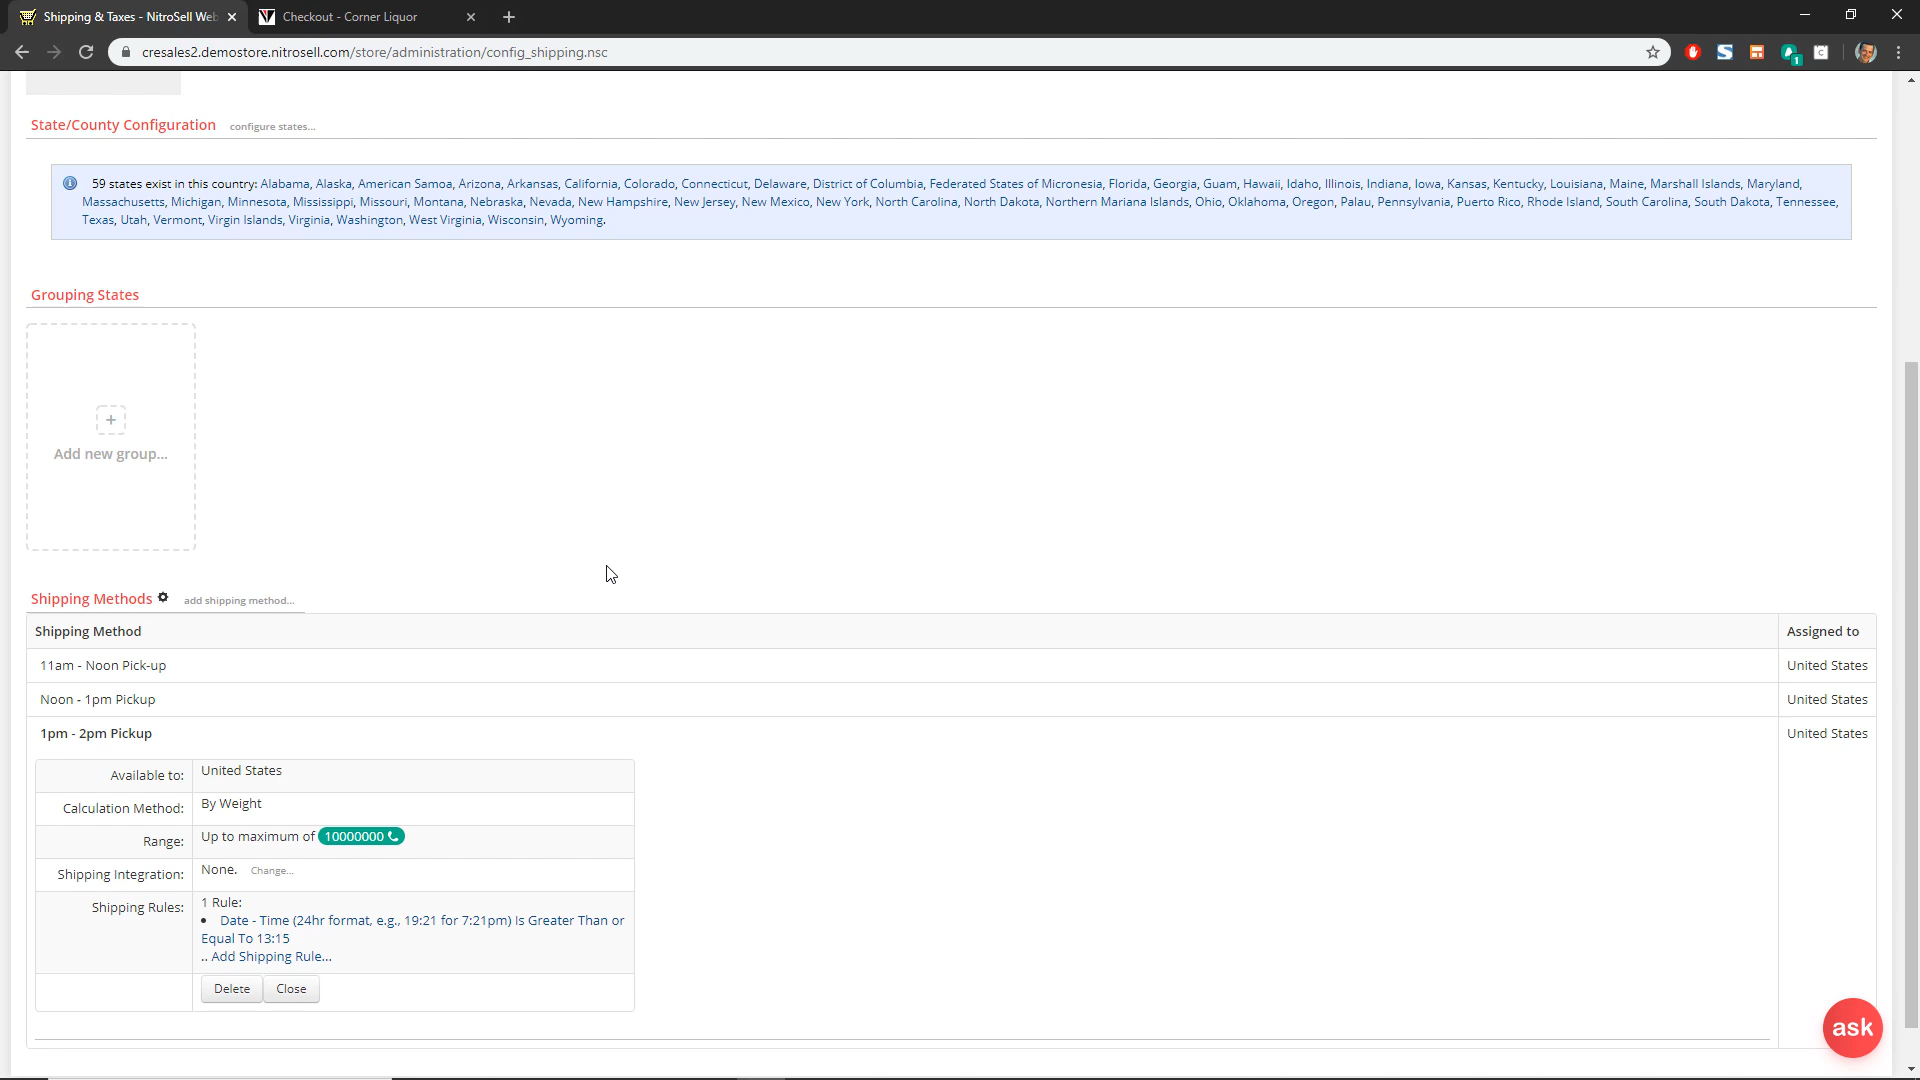 Shipping & Taxes - NitroSell Web
Checkout - Corner Liquor
cresales2.demostore.nitrosell.com/store/administration/config_shipping.nsc
1
State/County Configuration configure states...
59 states exist in this country: Alabama, Alaska, American Samoa, Arizona, Arkansas, California, Colorado, Connecticut, Delaware, District of Columbia, Federated States of Micronesia, Florida, Georgia, Guam, Hawaii, Idaho, Illinois, Indiana, Iowa, Kansas, Kentucky, Louisiana, Maine, Marshall Islands, Maryland,
Massachusetts, Michigan, Minnesota, Mississippi, Missouri, Montana, Nebraska, Nevada, New Hampshire, New Jersey, New Mexico, New York, North Carolina, North Dakota, Northern Mariana Islands, Ohio, Oklahoma, Oregon, Palau, Pennsylvania, Puerto Rico, Rhode Island, South Carolina, South Dakota, Tennessee,
Texas, Utah, Vermont, Virgin Islands, Virginia, Washington, West Virginia, Wisconsin, Wyoming.
Grouping States
+
Add new group...
Shipping Methods add shipping method...
Shipping Method Assigned to
11am - Noon Pick-up United States
Noon - 1pm Pickup United States
1pm - 2pm Pickup United States
Available to: United States
Calculation Method: By Weight
Range: Up to maximum of 10000000
Shipping Integration: None. Change...
Shipping Rules: 1 Rule:
• Date - Time (24hr format, e.g., 19:21 for 7:21pm) Is Greater Than or
Equal To 13:15
.. Add Shipping Rule...
Delete Close
ask